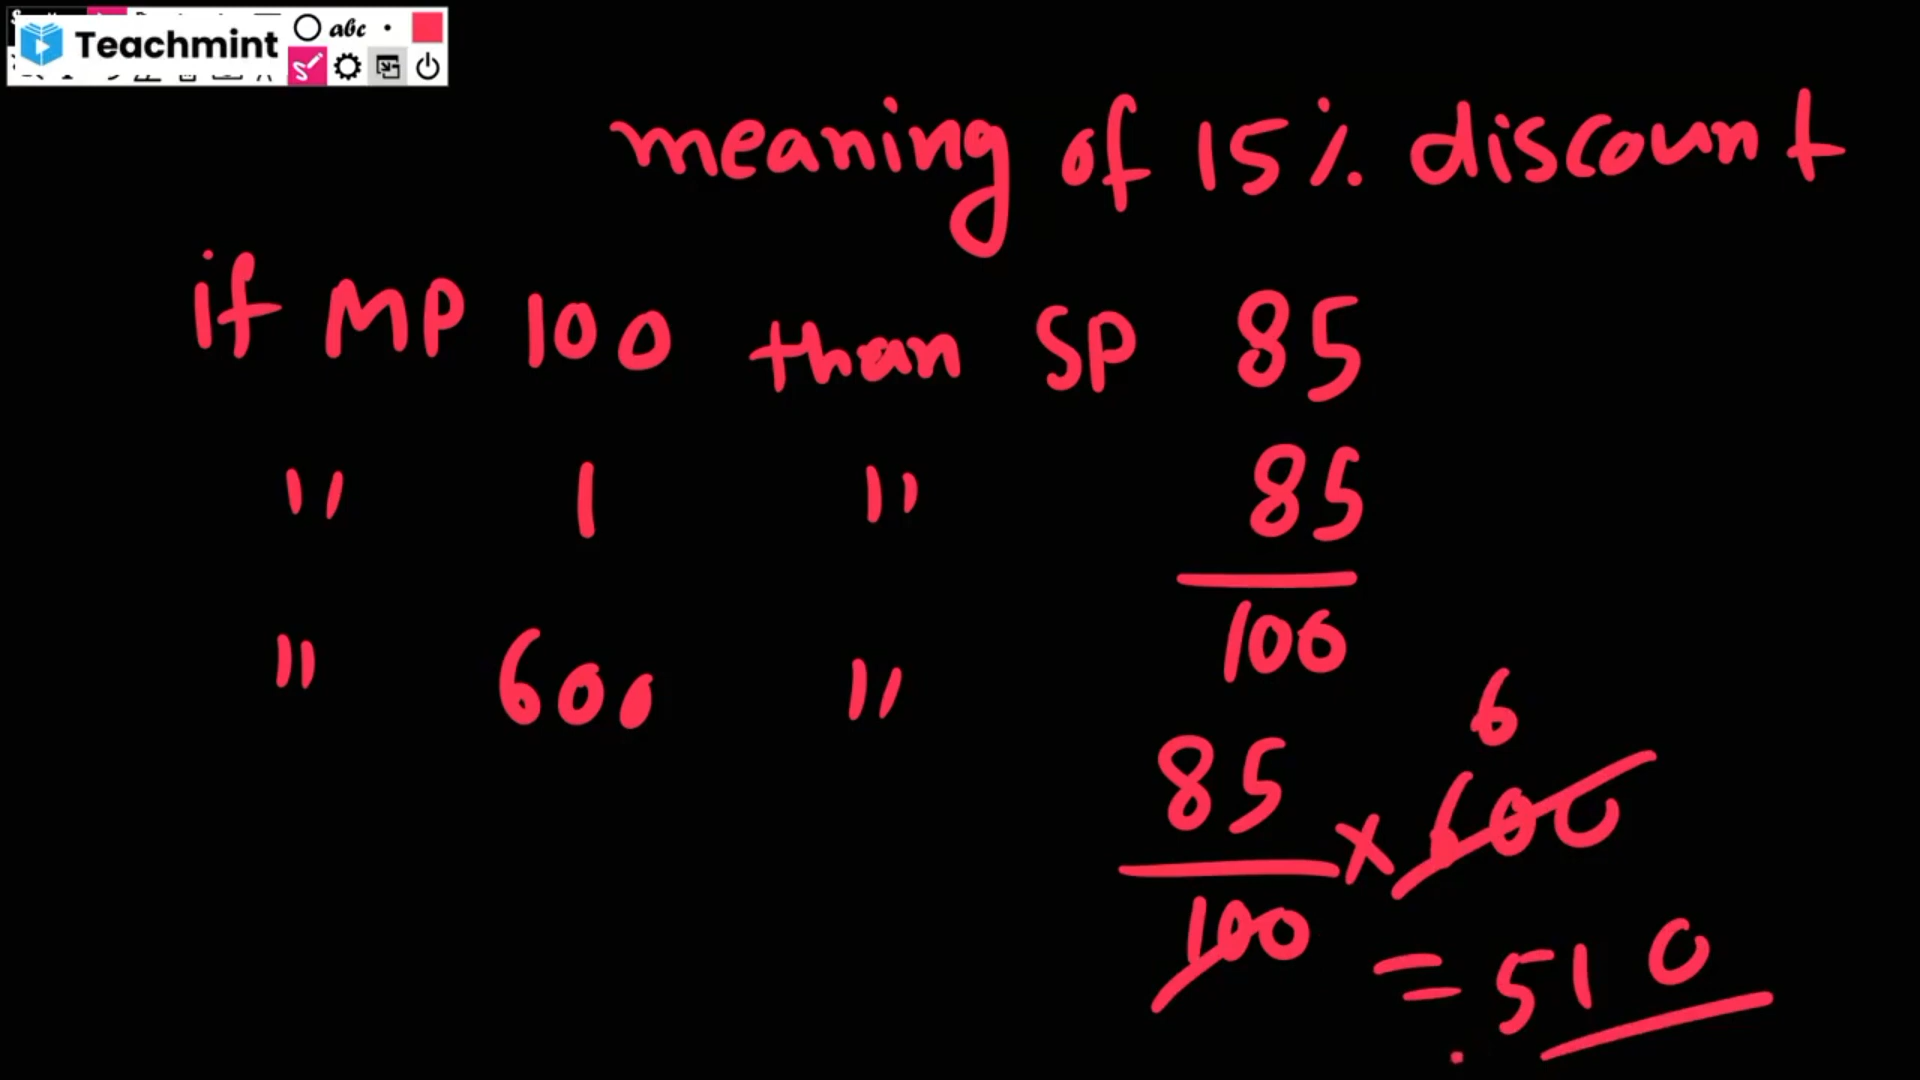 Teachmint
abc
meaning of 15% discount
if MP 100 than SP 85
" 1 " 85
100
" 600 "
6
85 × 600
100
= 510